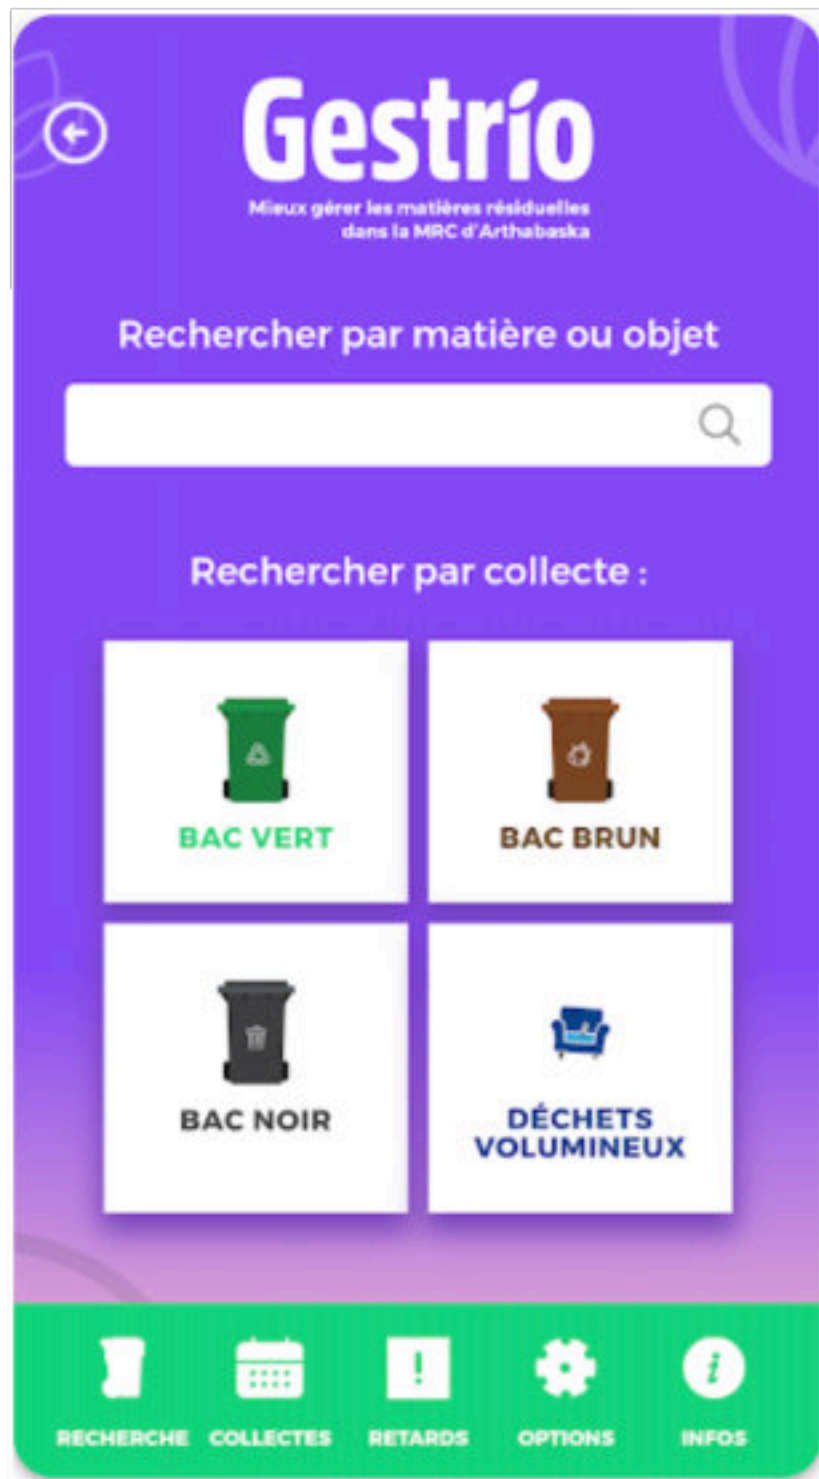 Gestrío
Mieux gérer les matières résiduelles
dans la MRC d'Arthabaska
Rechercher par matière ou objet
Rechercher par collecte :
BAC VERT
BAC BRUN
BAC NOIR
DÉCHETS
VOLUMINEUX
RECHERCHE
COLLECTES
RETARDS
OPTIONS
INFOS